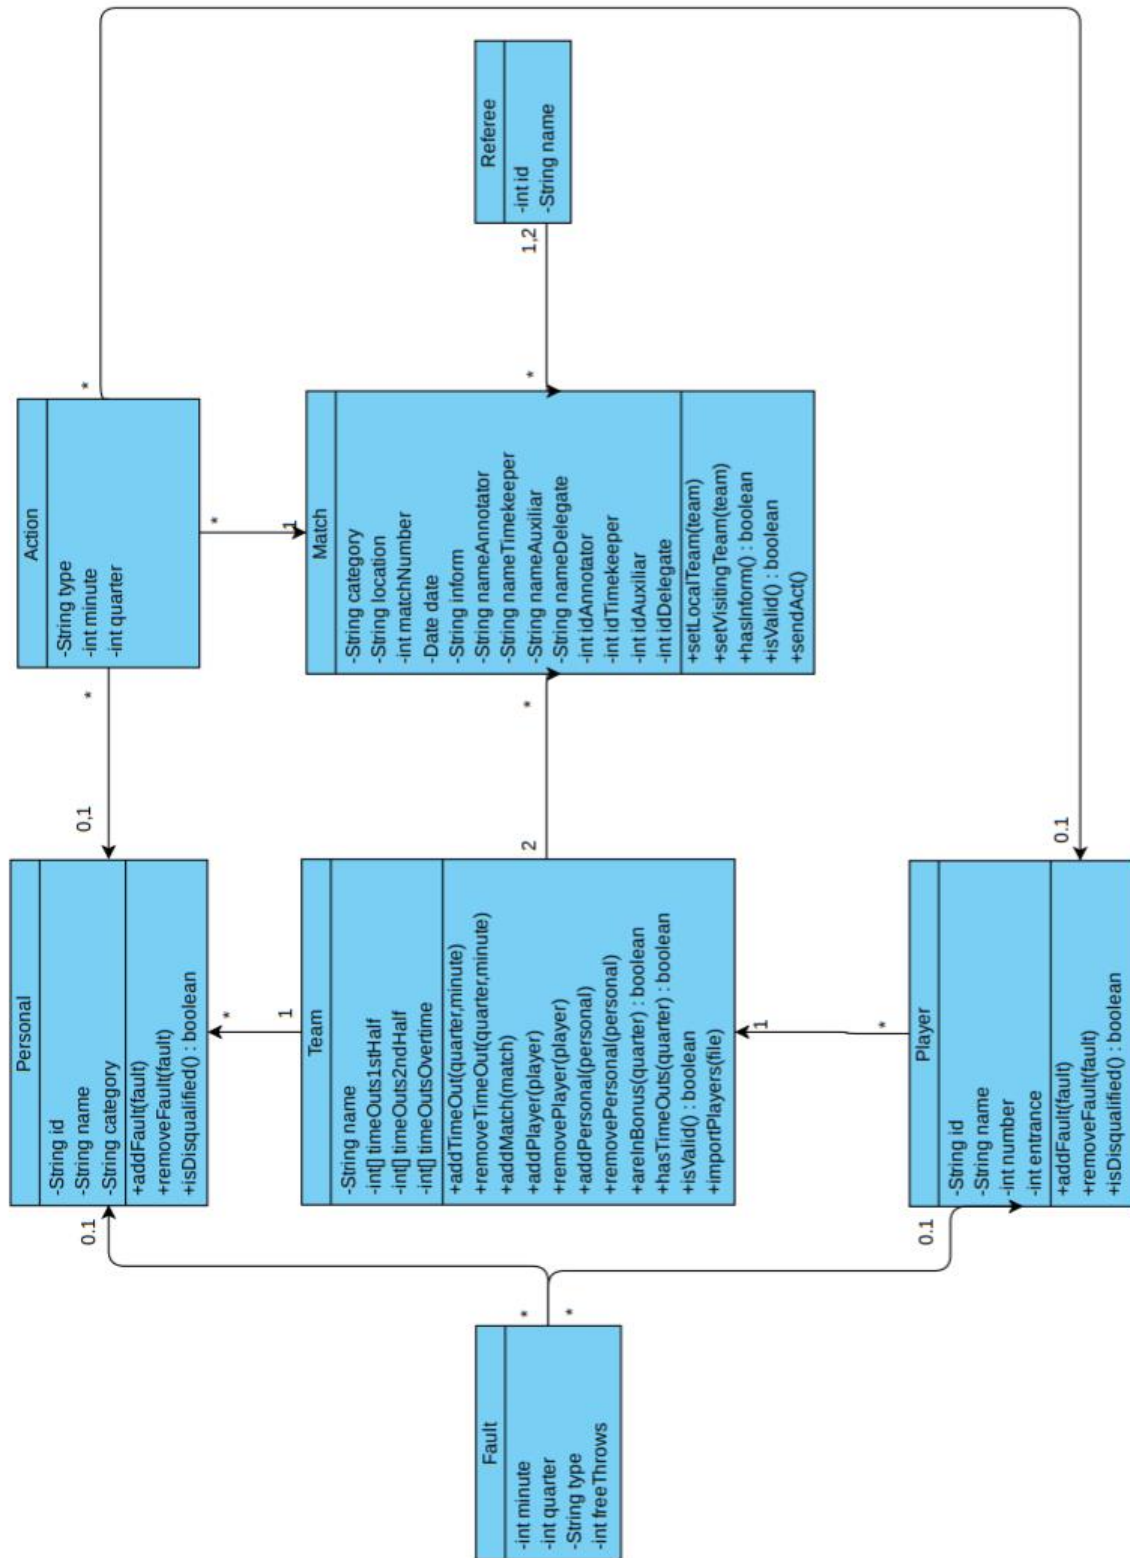 Action
-String type
-int minute
-int quarter
*
*
*
0,1
1
0.1
Personal
-String id
-String name
-String category
+addFault(fault)
+removeFault(fault)
+isDisqualified() : boolean
0.1
*
1
Referee
-int id
-String name
1,2
*
Match
-String category
-String location
-int matchNumber
-Date date
-String inform
-String nameAnnotator
-String nameTimekeeper
-String nameAuxiliar
-String nameDelegate
-int idAnnotator
-int idTimekeeper
-int idAuxiliar
-int idDelegate
+setLocalTeam(team)
+setVisitingTeam(team)
+hasInform() : boolean
+isValid() : boolean
+sendAct()
*
2
Team
-String name
-int[] timeOuts1stHalf
-int[] timeOuts2ndHalf
-int[] timeOutsOvertime
+addTimeOut(quarter,minute)
+removeTimeOut(quarter,minute)
+addMatch(match)
+addPlayer(player)
+removePlayer(player)
+addPersonal(personal)
+removePersonal(personal)
+areInBonus(quarter) : boolean
+hasTimeOuts(quarter) : boolean
+isValid() : boolean
+importPlayers(file)
1
*
Fault
-int minute
-int quarter
-String type
-int freeThrows
*
*
0.1
Player
-String id
-String name
-int number
-int entrance
+addFault(fault)
+removeFault(fault)
+isDisqualified() : boolean